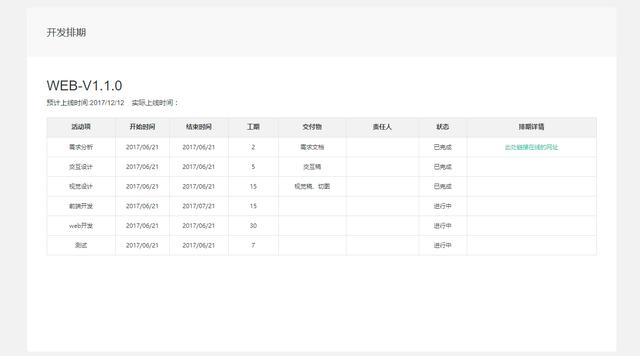 开发排期
WEB-V1.1.0
预计上线时间:2017/12/12 实际上线时间：
活动项 开始时间 结束时间 工期 交付物 责任人 状态 排期详情
需求分析 2017/06/21 2017/06/21 2 需求文档 已完成 此处链接在线的网址
交互设计 2017/06/21 2017/06/21 5 交互稿 已完成
视觉设计 2017/06/21 2017/06/21 15 视觉稿、切图 已完成
前端开发 2017/06/21 2017/07/21 15 进行中
web开发 2017/06/21 2017/06/21 30 进行中
测试 2017/06/21 2017/06/21 7 进行中